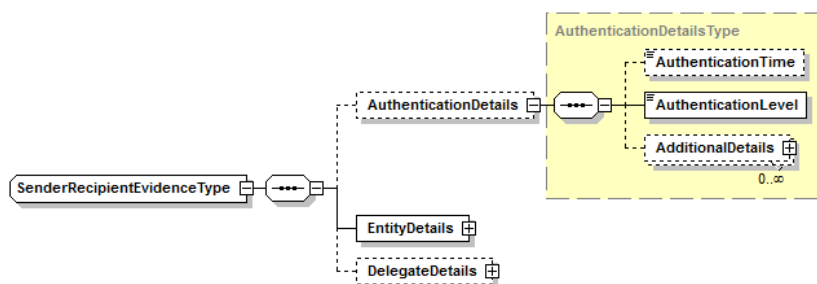 AuthenticationDetailsType
AuthenticationTime
AuthenticationDetails
AuthenticationLevel
AdditionalDetails
0..∞
SenderRecipientEvidenceType
EntityDetails
DelegateDetails